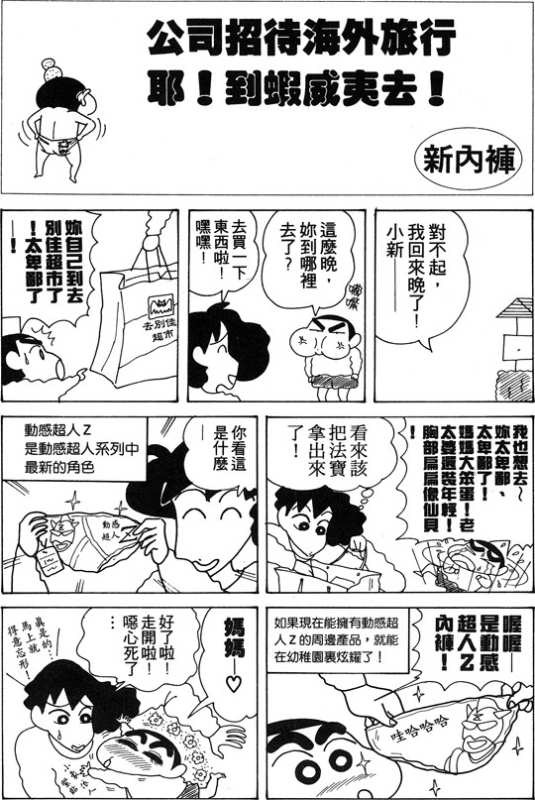 公司招待海外旅行
耶！到蝦威夷去！
新內褲
對不起，
我回來晚了！
小新——
這麼晚，
妳到哪裡
去了？
嘿嘿
去買一下
東西啦！
嘿嘿！
妳自己到去
別佳超市了
！太卑鄙了
——！
去別佳
超市
我也想去～
妳太卑鄙、
太卑鄙了！
媽媽大笨蛋！老
太婆還裝年輕！
胸部扁扁像仙貝
！
看來該
把法寶
拿出來
了！
你看這
是什麼
—
動感超人Z
是動感超人系列中
最新的角色
動感
超人
喔喔—
是動感
超人Z
內褲！
哇哈哈哈
如果現在能擁有動感超
人Z的周邊產品，就能
在幼稚園裏炫耀了！
媽媽—♡
好了啦！
走開啦！
噁心死了
…
真是的…
馬上就
得意忘形！